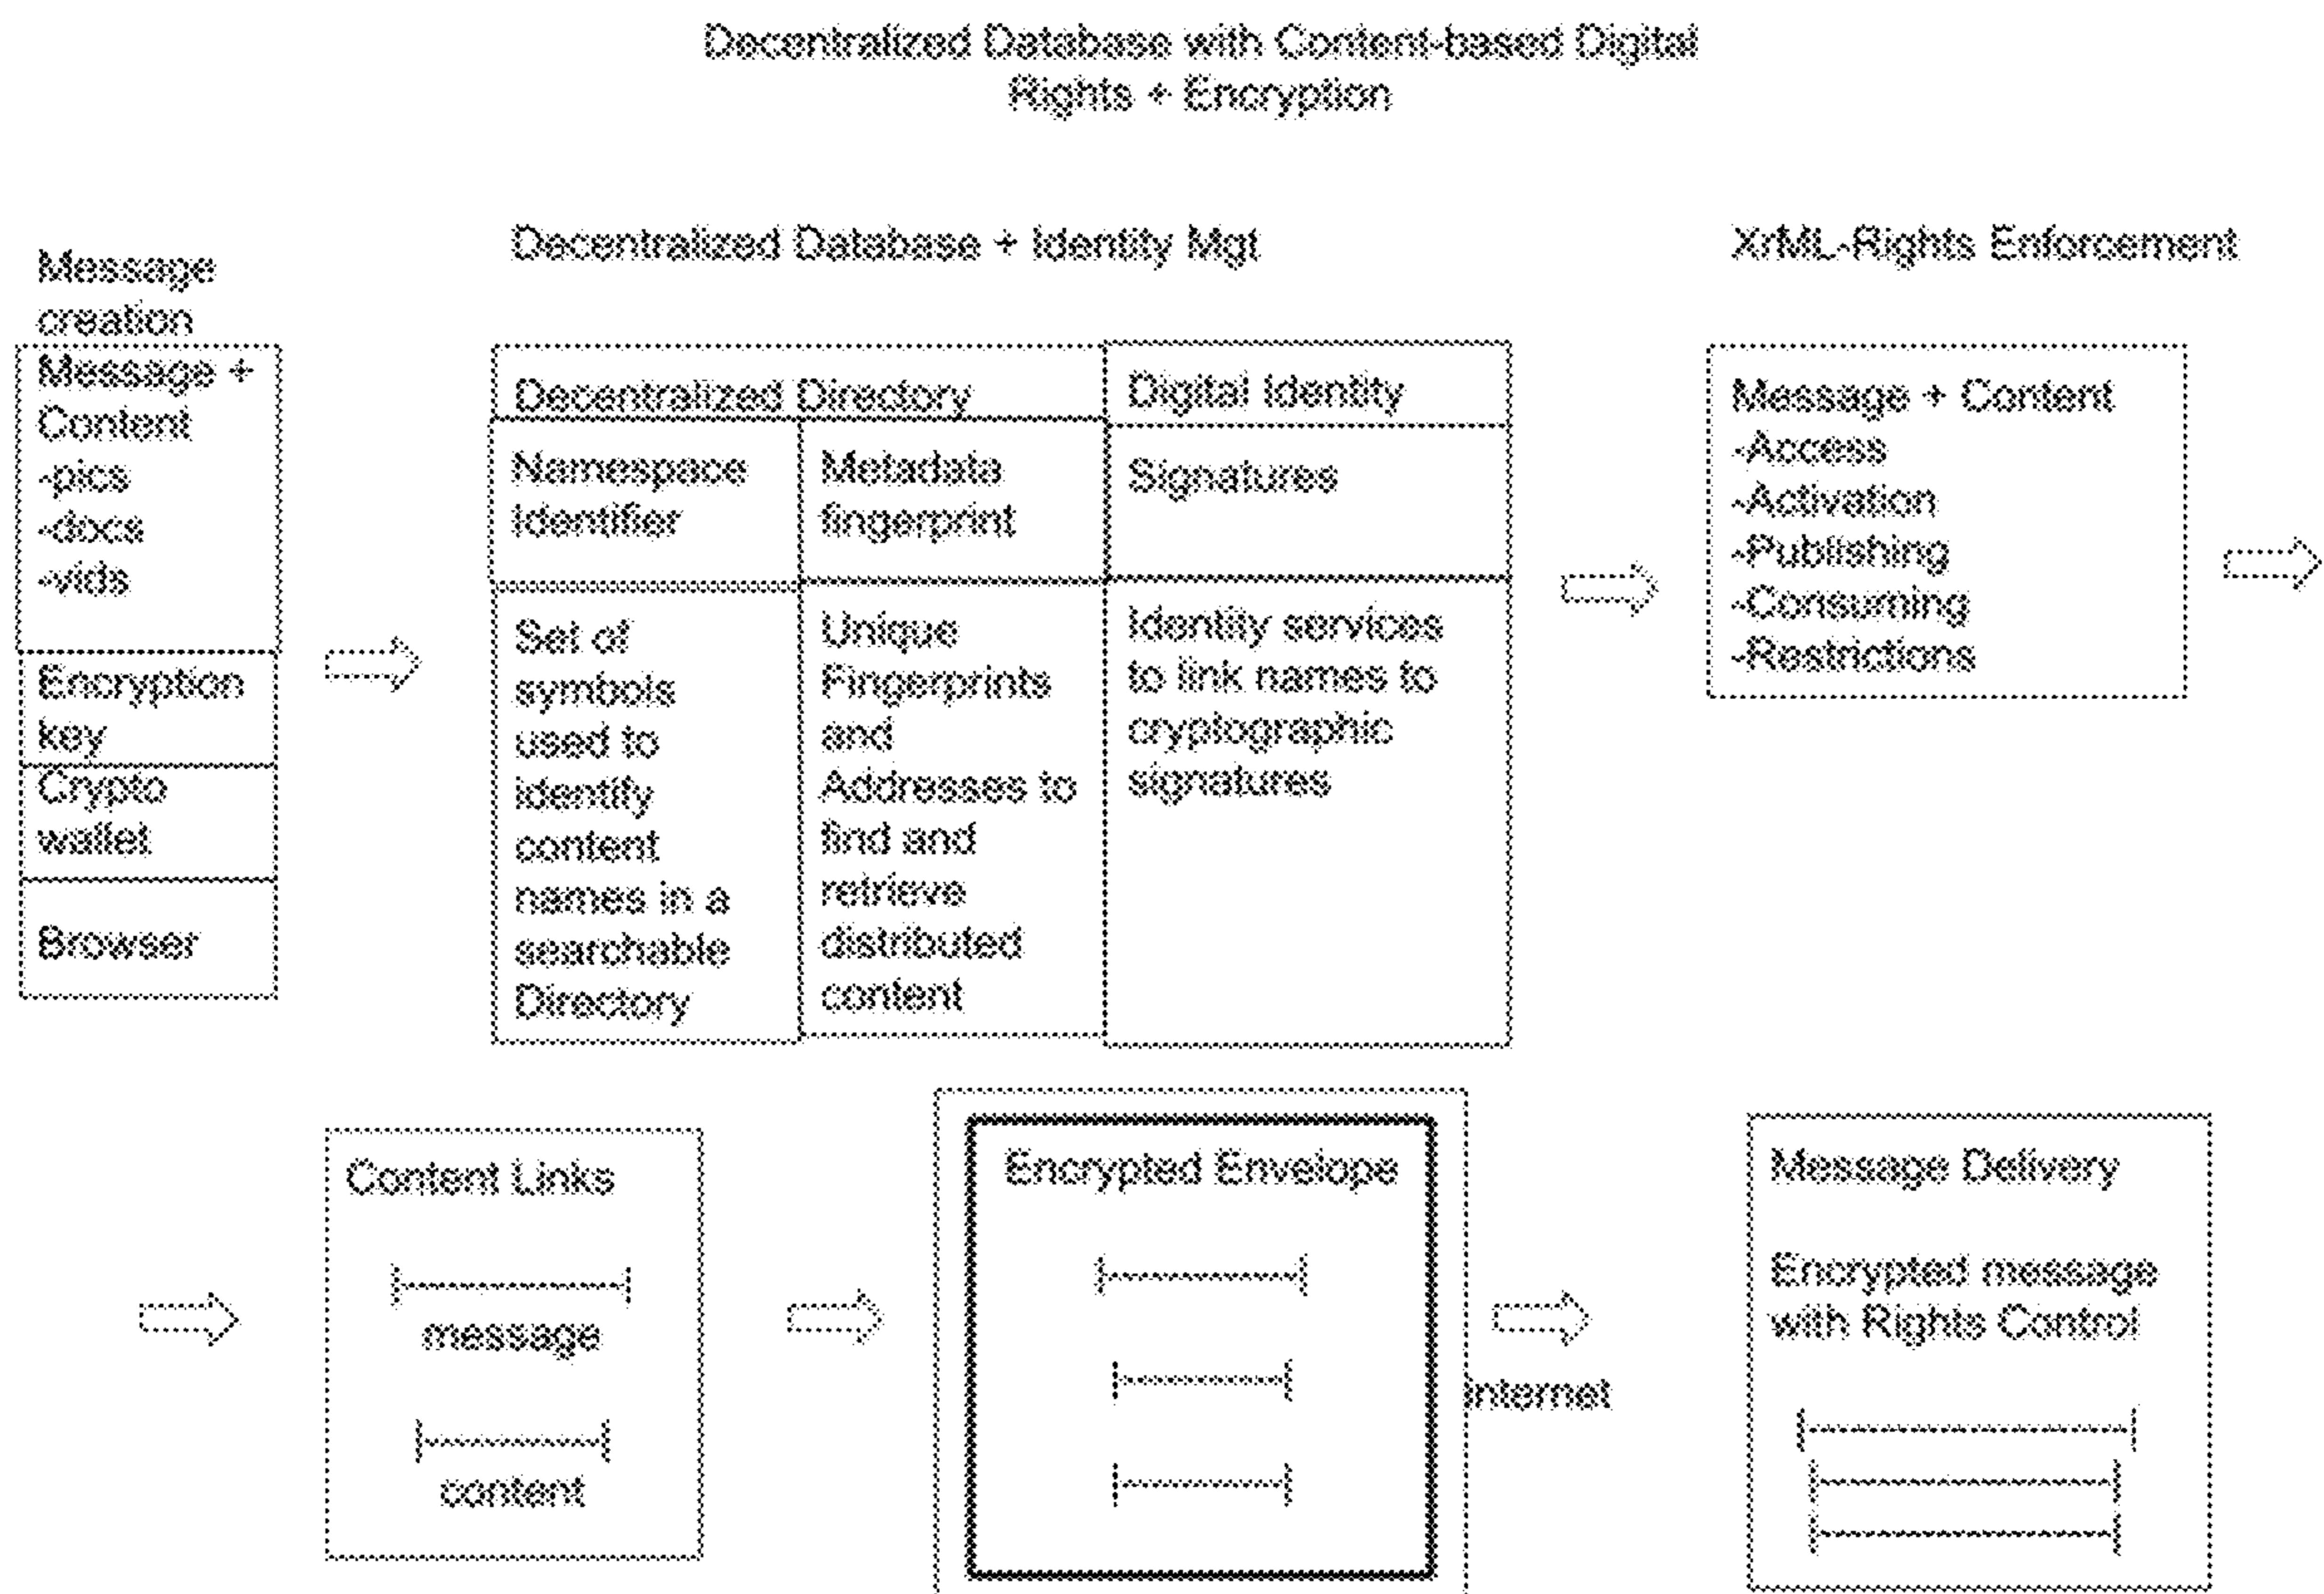 Decentralized Database with Content-based Digital
Rights + Encryption
Message
creation
Message +
Content
-pics
-docs
-vids
Encryption
key
Crypto
wallet
Browser
Decentralized Database + Identity Mgt
Decentralized Directory
Namespace
Identifier
Set of
symbols
used to
identify
content
names in a
searchable
Directory
Metadata
fingerprint
Unique
Fingerprints
and
Addresses to
find and
retrieve
distributed
content
Digital Identity
Signatures
Identity services
to link names to
cryptographic
signatures
XrML-Rights Enforcement
Message + Content
-Access
-Activation
-Publishing
-Consuming
-Restrictions
Content Links
message
content
Encrypted Envelope
internet
Message Delivery
Encrypted message
with Rights Control